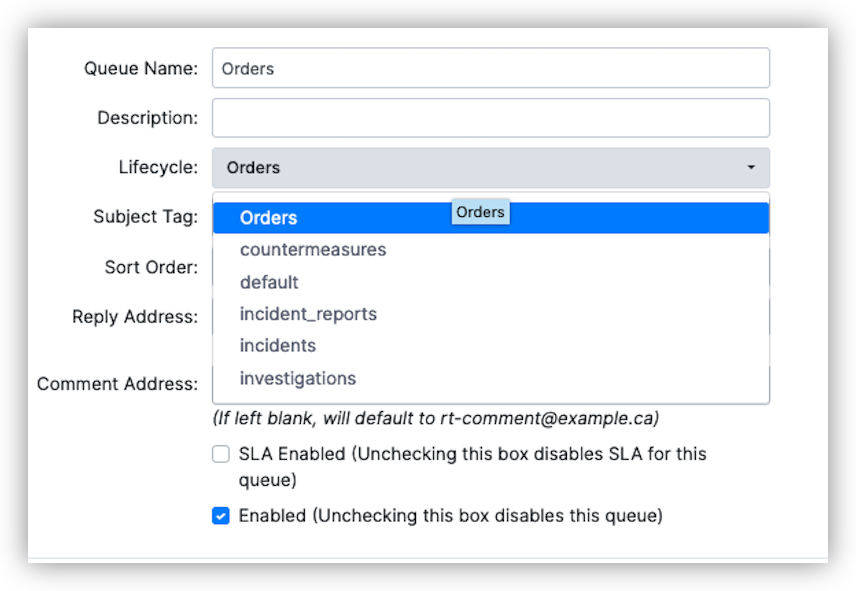 Queue Name: Orders
Description:
Lifecycle: Orders
Subject Tag: Orders Orders
countermeasures
Sort Order: default
Reply Address: incident_reports
incidents
Comment Address: investigations
(If left blank, will default to rt-comment@example.ca)
SLA Enabled (Unchecking this box disables SLA for this
queue)
Enabled (Unchecking this box disables this queue)